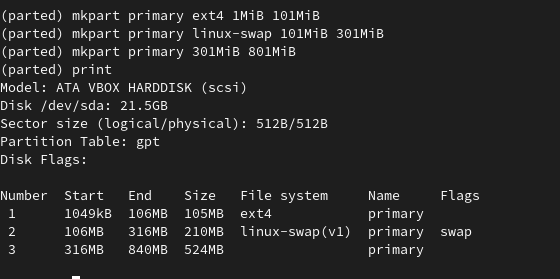 (parted) mkpart primary ext4 1MiB 101MiB
(parted) mkpart primary linux-swap 101MiB 301MiB
(parted) mkpart primary 301MiB 801MiB
(parted) print
Model: ATA VBOX HARDDISK (scsi)
Disk /dev/sda: 21.5GB
Sector size (logical/physical): 512B/512B
Partition Table: gpt
Disk Flags:
Number  Start   End    Size   File system     Name     Flags
 1      1049kB  106MB  105MB  ext4            primary
 2      106MB   316MB  210MB  linux-swap(v1)  primary  swap
 3      316MB   840MB  524MB                  primary